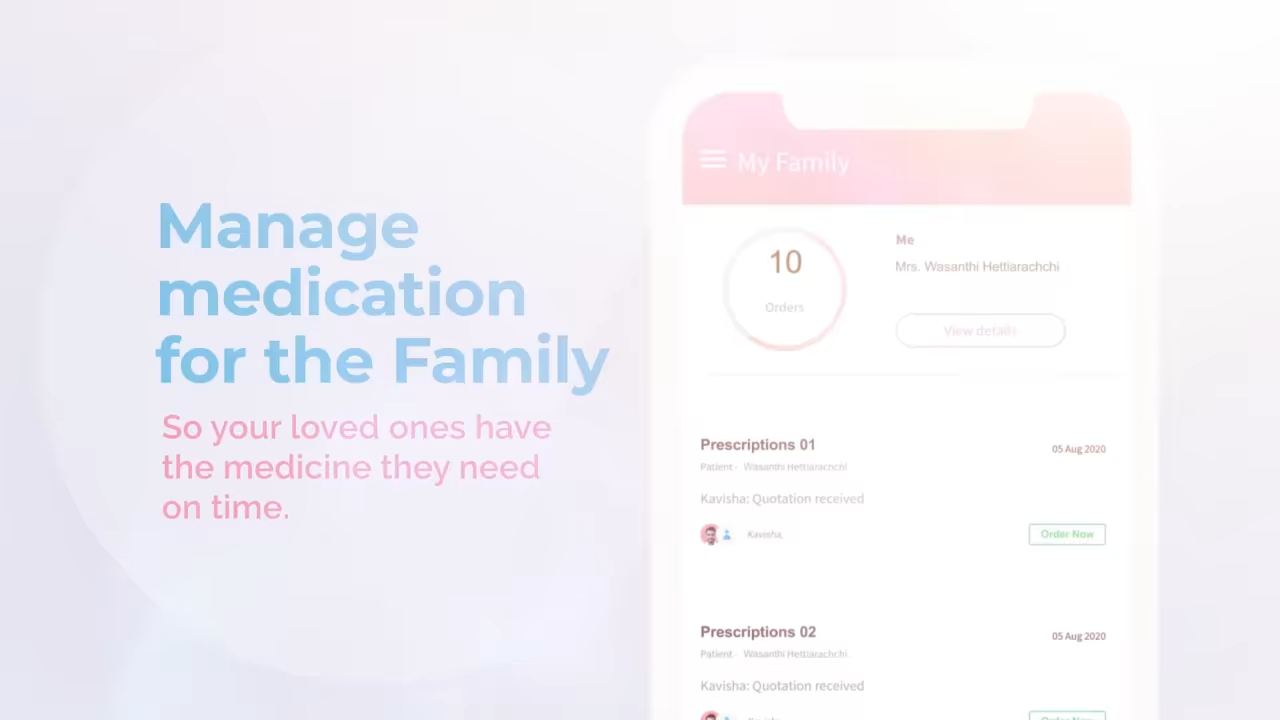 Manage
medication
for the Family
So your loved ones have
the medicine they need
on time.
My Family
10
Orders
Me
Mrs. Wasanthi Hettiarachchi
View details
Prescriptions 01
05 Aug 2020
Patient - Wasanthi Hettiarachchi
Kavisha: Quotation received
Kavisha,
Order Now
Prescriptions 02
05 Aug 2020
Patient - Wasanthi Hettiarachchi
Kavisha: Quotation received